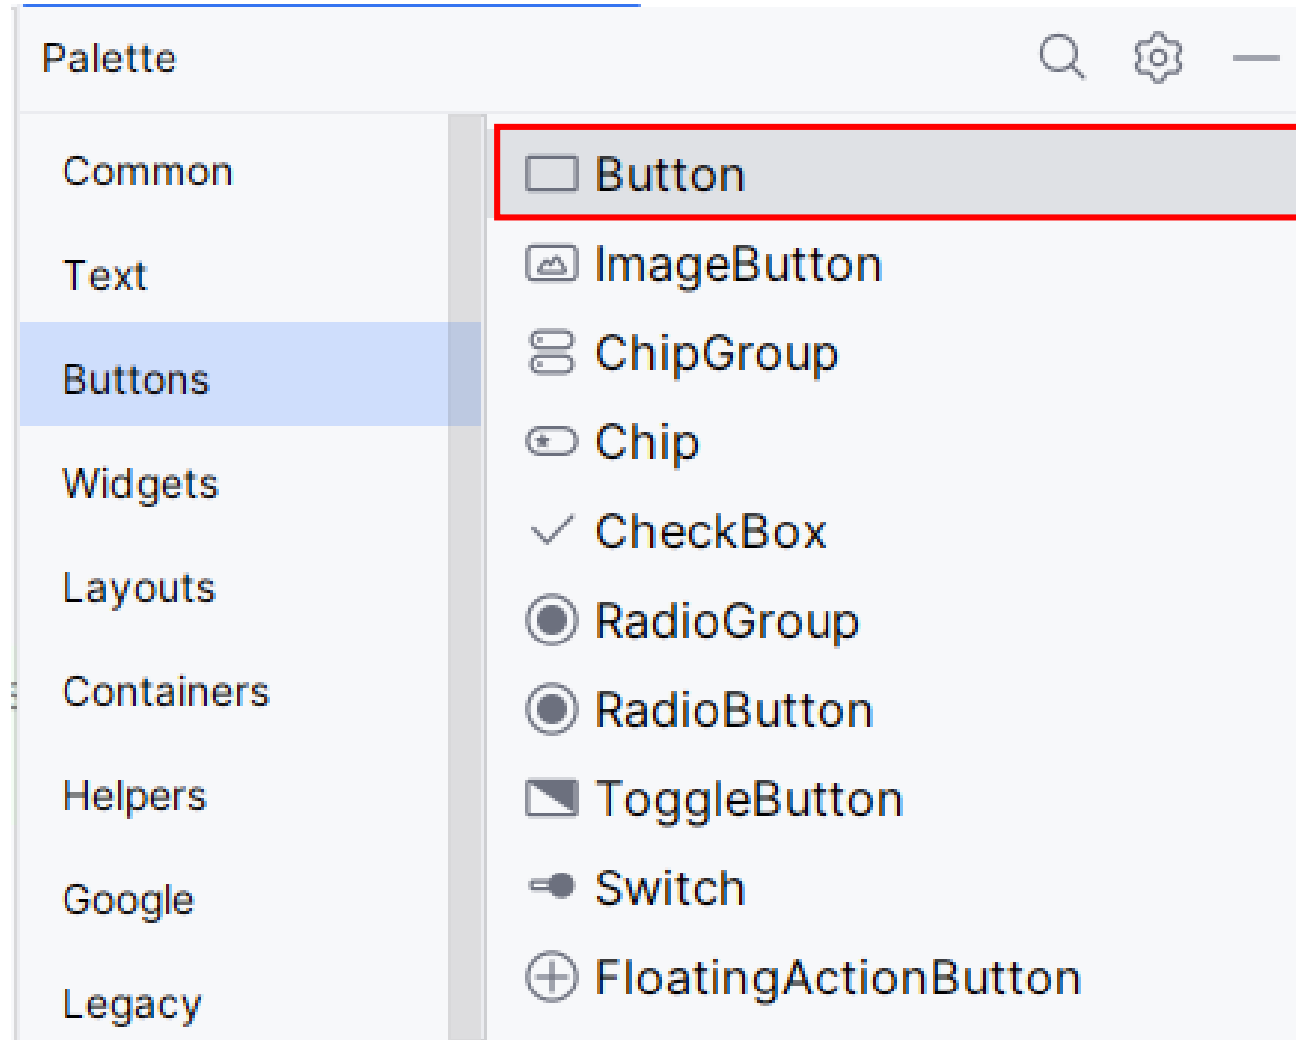 Palette
Common
Text
Buttons
Widgets
Layouts
Containers
Helpers
Google
Legacy
Button
ImageButton
ChipGroup
Chip
CheckBox
RadioGroup
RadioButton
ToggleButton
Switch
FloatingActionButton